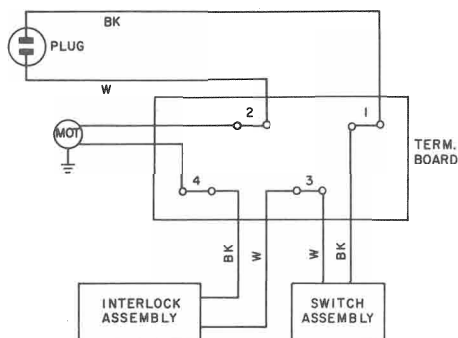 BK
PLUG
W
MOT
2
1
TERM.
BOARD
4
3
BK
W
W
BK
INTERLOCK
ASSEMBLY
SWITCH
ASSEMBLY